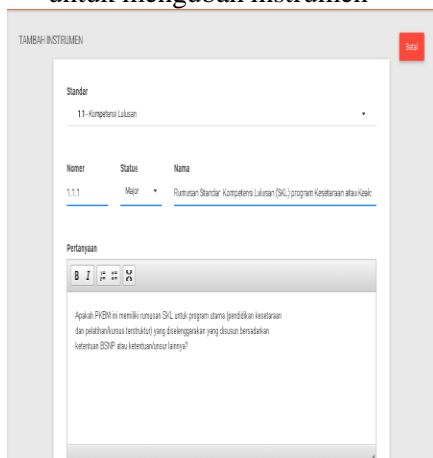 untuk mengubah instrumen
TAMBAH INSTRUMEN
Batal
Standar
1.1 - Kompetensi Lulusan
Nomer Status Nama
1.1.1 Major Rumusan Standar Kompetensi Lulusan (SKL) program Kesetaraan atau
Pertanyaan
B I
Apakah PKBM ini memiliki rumusan SKL untuk program utama (pendidikan kesetaraan
dan pelatihan/kursus terstruktur) yang diselenggarakan yang disusun berdasarkan
ketentuan BSNP atau ketentuan/unsur lainnya?